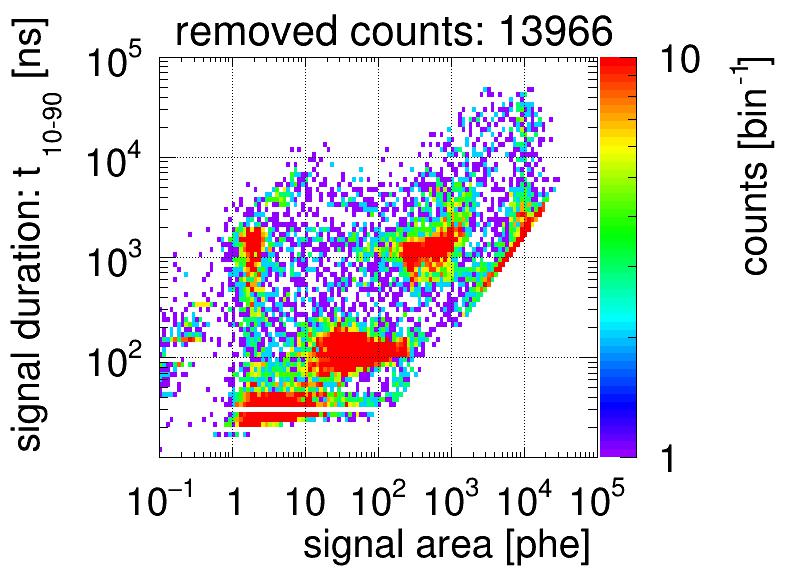 removed counts: 13966
signal duration: t 10-90 [ns]
10^5
10^4
10^3
10^2
10^-1 1 10 10^2 10^3 10^4 10^5
signal area [phe]
10
1
counts [bin^-1]